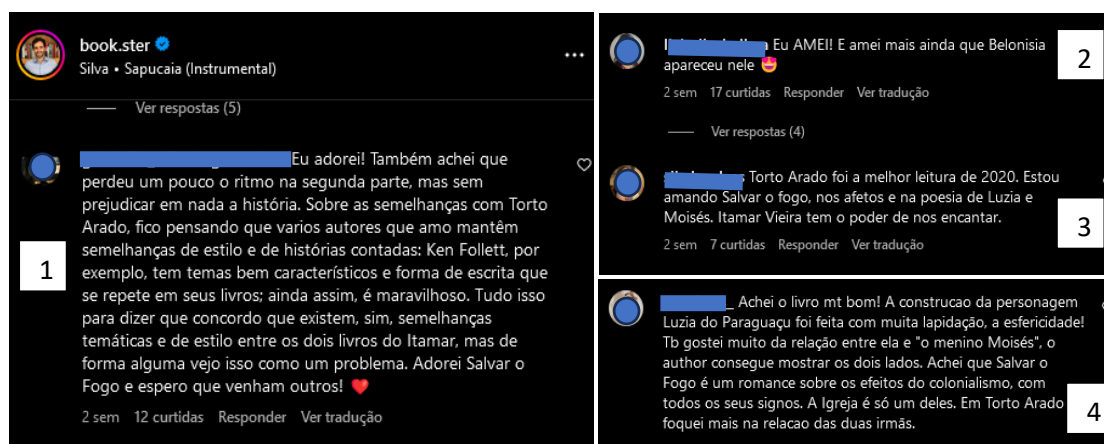 book.ster
Silva • Sapucaia (Instrumental)
Ver respostas (5)
Eu adorei! Também achei que
perdeu um pouco o ritmo na segunda parte, mas sem
prejudicar em nada a história. Sobre as semelhanças com Torto
Arado, fico pensando que varios autores que amo mantêm
semelhanças de estilo e de histórias contadas: Ken Follett, por
exemplo, tem temas bem característicos e forma de escrita que
se repete em seus livros; ainda assim, é maravilhoso. Tudo isso
para dizer que concordo que existem, sim, semelhanças
temáticas e de estilo entre os dois livros do Itamar, mas de
forma alguma vejo isso como um problema. Adorei Salvar o
Fogo e espero que venham outros! ❤️
2 sem 12 curtidas Responder Ver tradução
1
Eu AMEI! E amei mais ainda que Belonisia
apareceu nele 😍
2 sem 17 curtidas Responder Ver tradução
Ver respostas (4)
2
Torto Arado foi a melhor leitura de 2020. Estou
amando Salvar o fogo, nos afetos e na poesia de Luzia e
Moisés. Itamar Vieira tem o poder de nos encantar.
2 sem 7 curtidas Responder Ver tradução
3
Achei o livro mt bom! A construcao da personagem
Luzia do Paraguaçu foi feita com muita lapidação, a esfericidade!
Tb gostei muito da relação entre ela e "o menino Moisés", o
author consegue mostrar os dois lados. Achei que Salvar o
Fogo é um romance sobre os efeitos do colonialismo, com
todos os seus signos. A Igreja é só um deles. Em Torto Arado
foquei mais na relacao das duas irmãs.
4